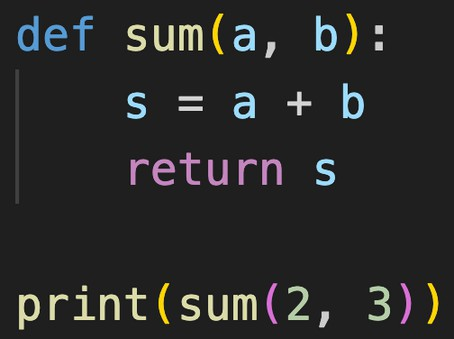 def sum(a, b):
    s = a + b
    return s

print(sum(2, 3))